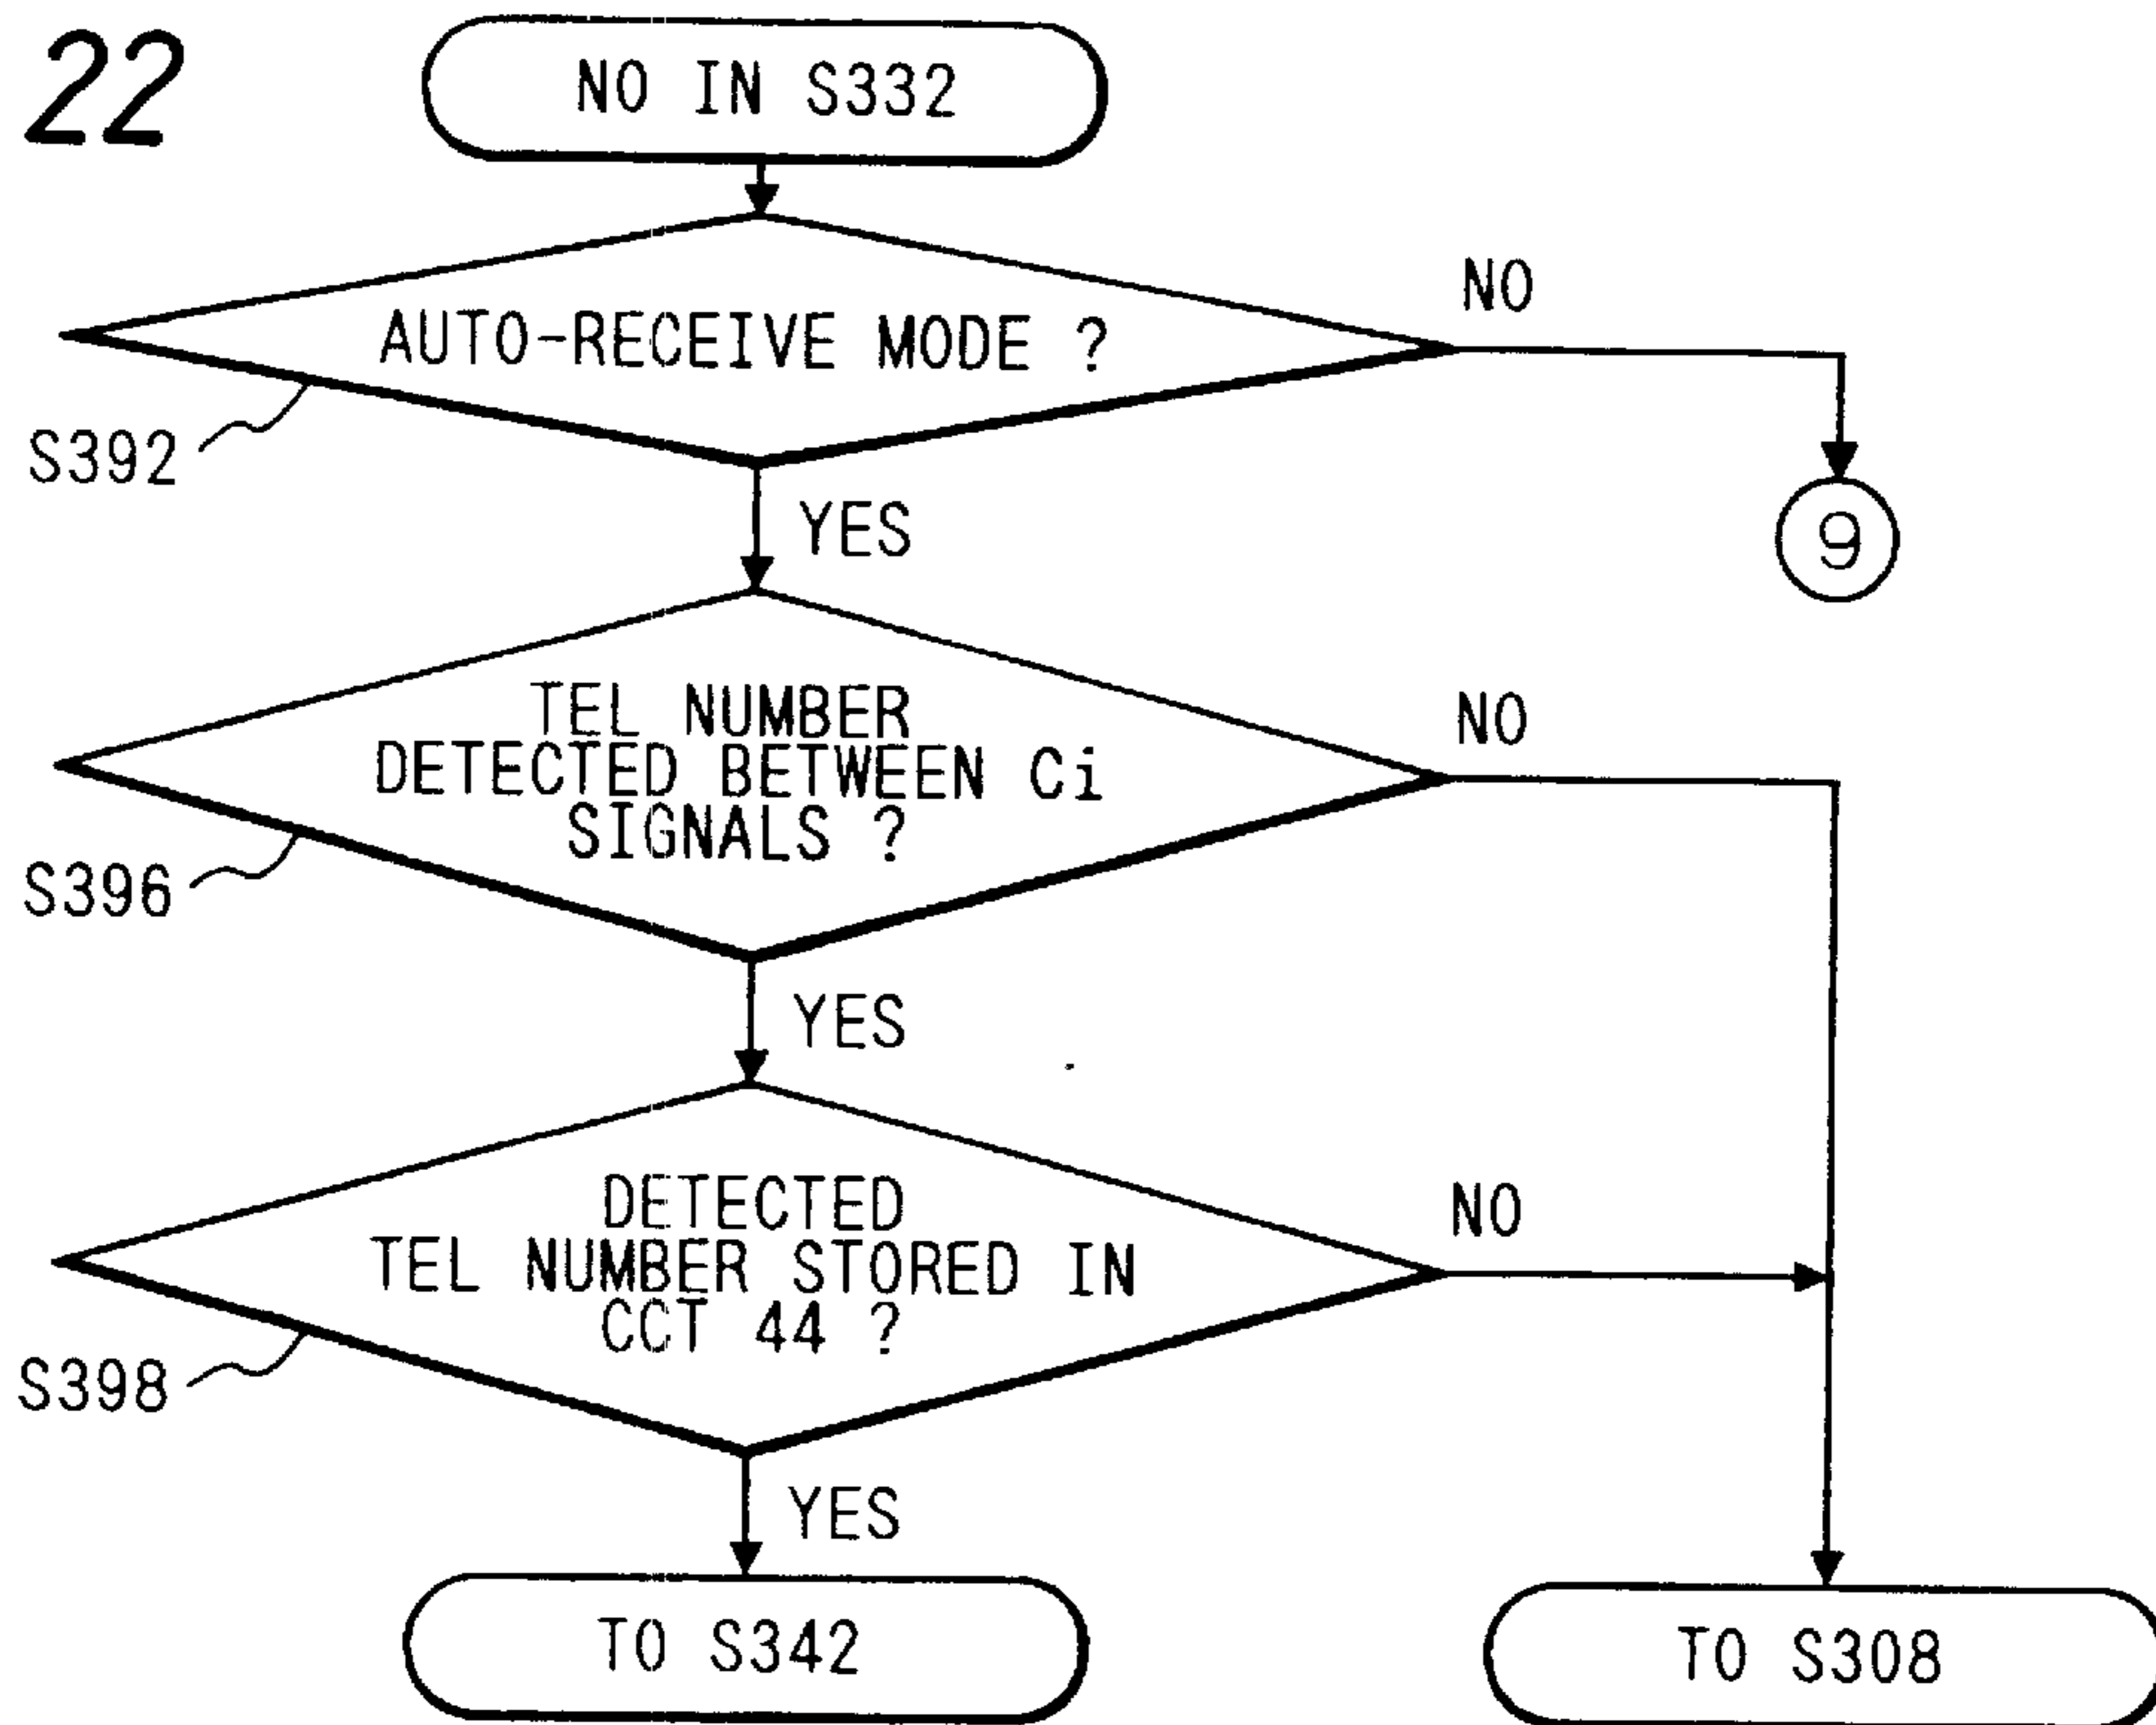 22
NO IN S332
AUTO-RECEIVE MODE ?
NO
S392
YES
9
TEL NUMBER
DETECTED BETWEEN Ci
SIGNALS ?
NO
S396
YES
DETECTED
TEL NUMBER STORED IN
CCT 44 ?
NO
S398
YES
TO S342
TO S308